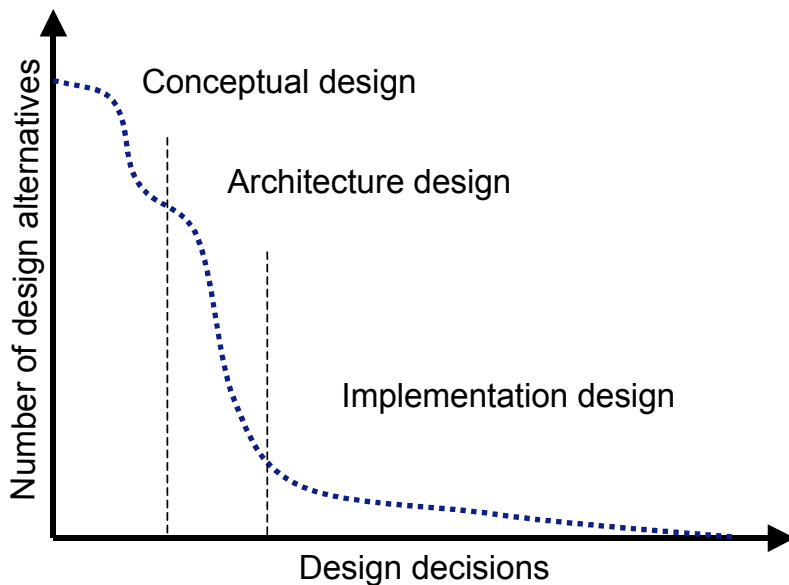 Number of design alternatives
Conceptual design
Architecture design
Implementation design
Design decisions